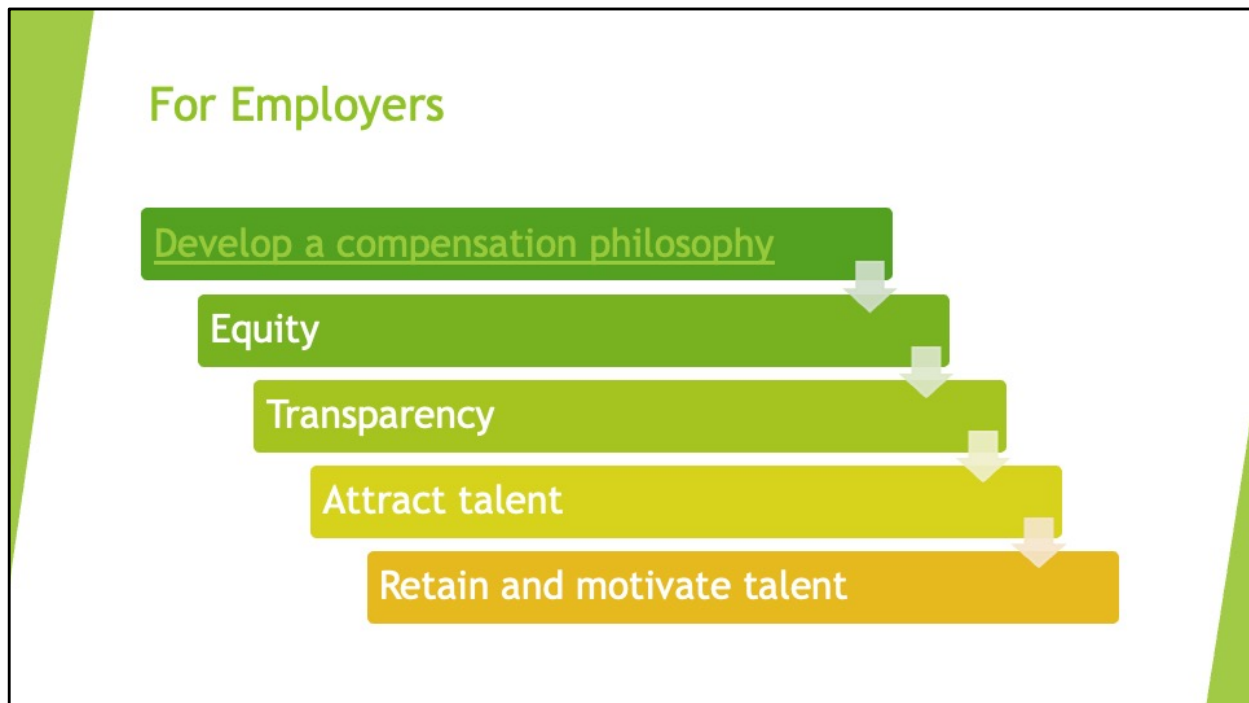 For Employers
Develop a compensation philosophy
Equity
Transparency
Attract talent
Retain and motivate talent